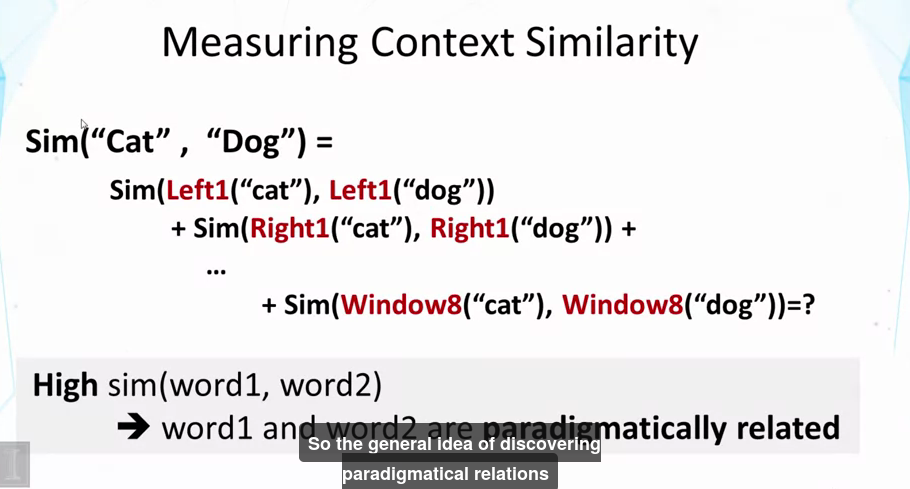 Measuring Context Similarity
Sim(“Cat” , “Dog”) =
Sim(Left1(“cat”), Left1(“dog”))
+ Sim(Right1(“cat”), Right1(“dog”)) +
...
+ Sim(Window8(“cat”), Window8(“dog”))=?
High sim(word1, word2)
➔ word1 and word2 are paradigmatically related
So the general idea of discovering
paradigmatical relations